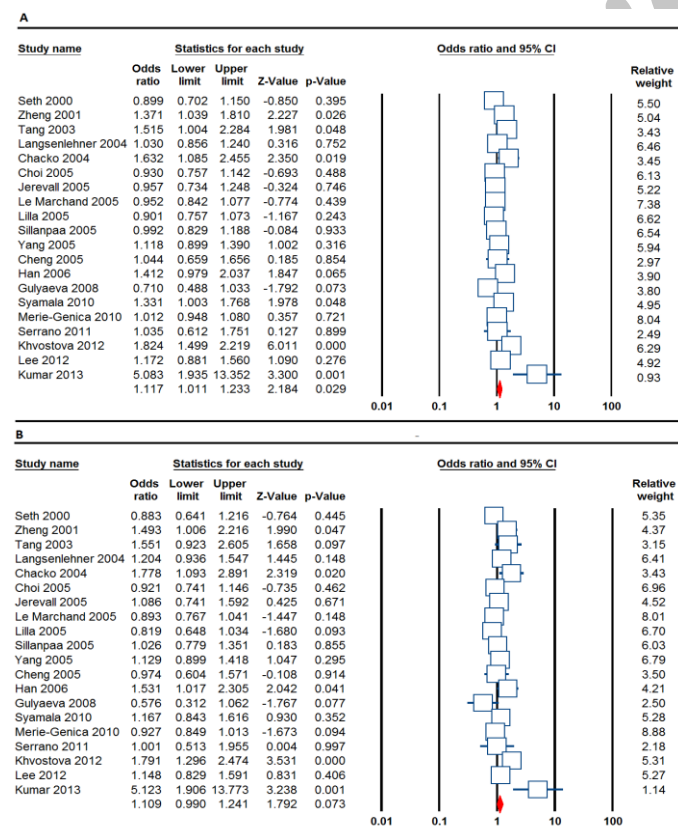 A
Study name Statistics for each study Odds ratio and 95% CI
Odds ratio Lower limit Upper limit Z-Value p-Value Relative weight
Seth 2000 0.899 0.702 1.150 -0.850 0.395 5.50
Zheng 2001 1.371 1.039 1.810 2.227 0.026 5.04
Tang 2003 1.515 1.004 2.284 1.981 0.048 3.43
Langsenlehner 2004 1.030 0.856 1.240 0.316 0.752 6.46
Chacko 2004 1.632 1.085 2.455 2.350 0.019 3.45
Choi 2005 0.930 0.757 1.142 -0.693 0.488 6.13
Jerevall 2005 0.957 0.734 1.248 -0.324 0.746 5.22
Le Marchand 2005 0.952 0.842 1.077 -0.774 0.439 7.38
Lilla 2005 0.901 0.757 1.073 -1.167 0.243 6.62
Sillanpaa 2005 0.992 0.829 1.188 -0.084 0.933 6.54
Yang 2005 1.118 0.899 1.390 1.002 0.316 5.94
Cheng 2005 1.044 0.659 1.656 0.185 0.854 2.97
Han 2006 1.412 0.979 2.037 1.847 0.065 3.90
Gulyaeva 2008 0.710 0.488 1.033 -1.792 0.073 3.80
Syamala 2010 1.331 1.003 1.768 1.978 0.048 4.95
Merie-Genica 2010 1.012 0.948 1.080 0.357 0.721 8.04
Serrano 2011 1.035 0.612 1.751 0.127 0.899 2.49
Khvostova 2012 1.824 1.499 2.219 6.011 0.000 6.29
Lee 2012 1.172 0.881 1.560 1.090 0.276 4.92
Kumar 2013 5.083 1.935 13.352 3.300 0.001 0.93
1.117 1.011 1.233 2.184 0.029
0.01 0.1 1 10 100
B
Study name Statistics for each study Odds ratio and 95% CI
Odds ratio Lower limit Upper limit Z-Value p-Value Relative weight
Seth 2000 0.883 0.641 1.216 -0.764 0.445 5.35
Zheng 2001 1.493 1.006 2.216 1.990 0.047 4.37
Tang 2003 1.551 0.923 2.605 1.658 0.097 3.15
Langsenlehner 2004 1.204 0.936 1.547 1.445 0.148 6.41
Chacko 2004 1.778 1.093 2.891 2.319 0.020 3.43
Choi 2005 0.921 0.741 1.146 -0.735 0.462 6.96
Jerevall 2005 1.086 0.741 1.592 0.425 0.671 4.52
Le Marchand 2005 0.893 0.767 1.041 -1.447 0.148 8.01
Lilla 2005 0.819 0.648 1.034 -1.680 0.093 6.70
Sillanpaa 2005 1.026 0.779 1.351 0.183 0.855 6.03
Yang 2005 1.129 0.899 1.418 1.047 0.295 6.79
Cheng 2005 0.974 0.604 1.571 -0.108 0.914 3.50
Han 2006 1.531 1.017 2.305 2.042 0.041 4.21
Gulyaeva 2008 0.576 0.312 1.062 -1.767 0.077 2.50
Syamala 2010 1.167 0.843 1.616 0.930 0.352 5.28
Merie-Genica 2010 0.927 0.849 1.013 -1.673 0.094 8.88
Serrano 2011 1.001 0.513 1.955 0.004 0.997 2.18
Khvostova 2012 1.791 1.296 2.474 3.531 0.000 5.31
Lee 2012 1.148 0.829 1.591 0.831 0.406 5.27
Kumar 2013 5.123 1.906 13.773 3.238 0.001 1.14
1.109 0.990 1.241 1.792 0.073
0.01 0.1 1 10 100